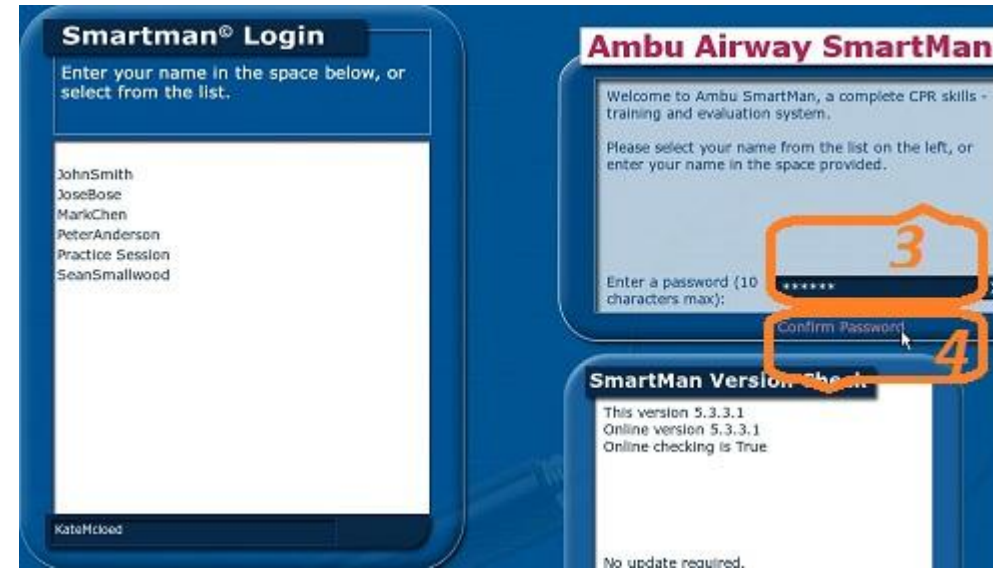 Smartman© Login
Enter your name in the space below, or
select from the list.
JohnSmith
JoseBose
MarkChen
PeterAnderson
Practice Session
SeanSmallwood
KateMcloed
Ambu Airway SmartMan
Welcome to Ambu SmartMan, a complete CPR skills -
training and evaluation system.
Please select your name from the list on the left, or
enter your name in the space provided.
3
Enter a password (10
characters max):
******
Confirm Password
4
SmartMan Version Check
This version 5.3.3.1
Online version 5.3.3.1
Online checking is True
No update required.